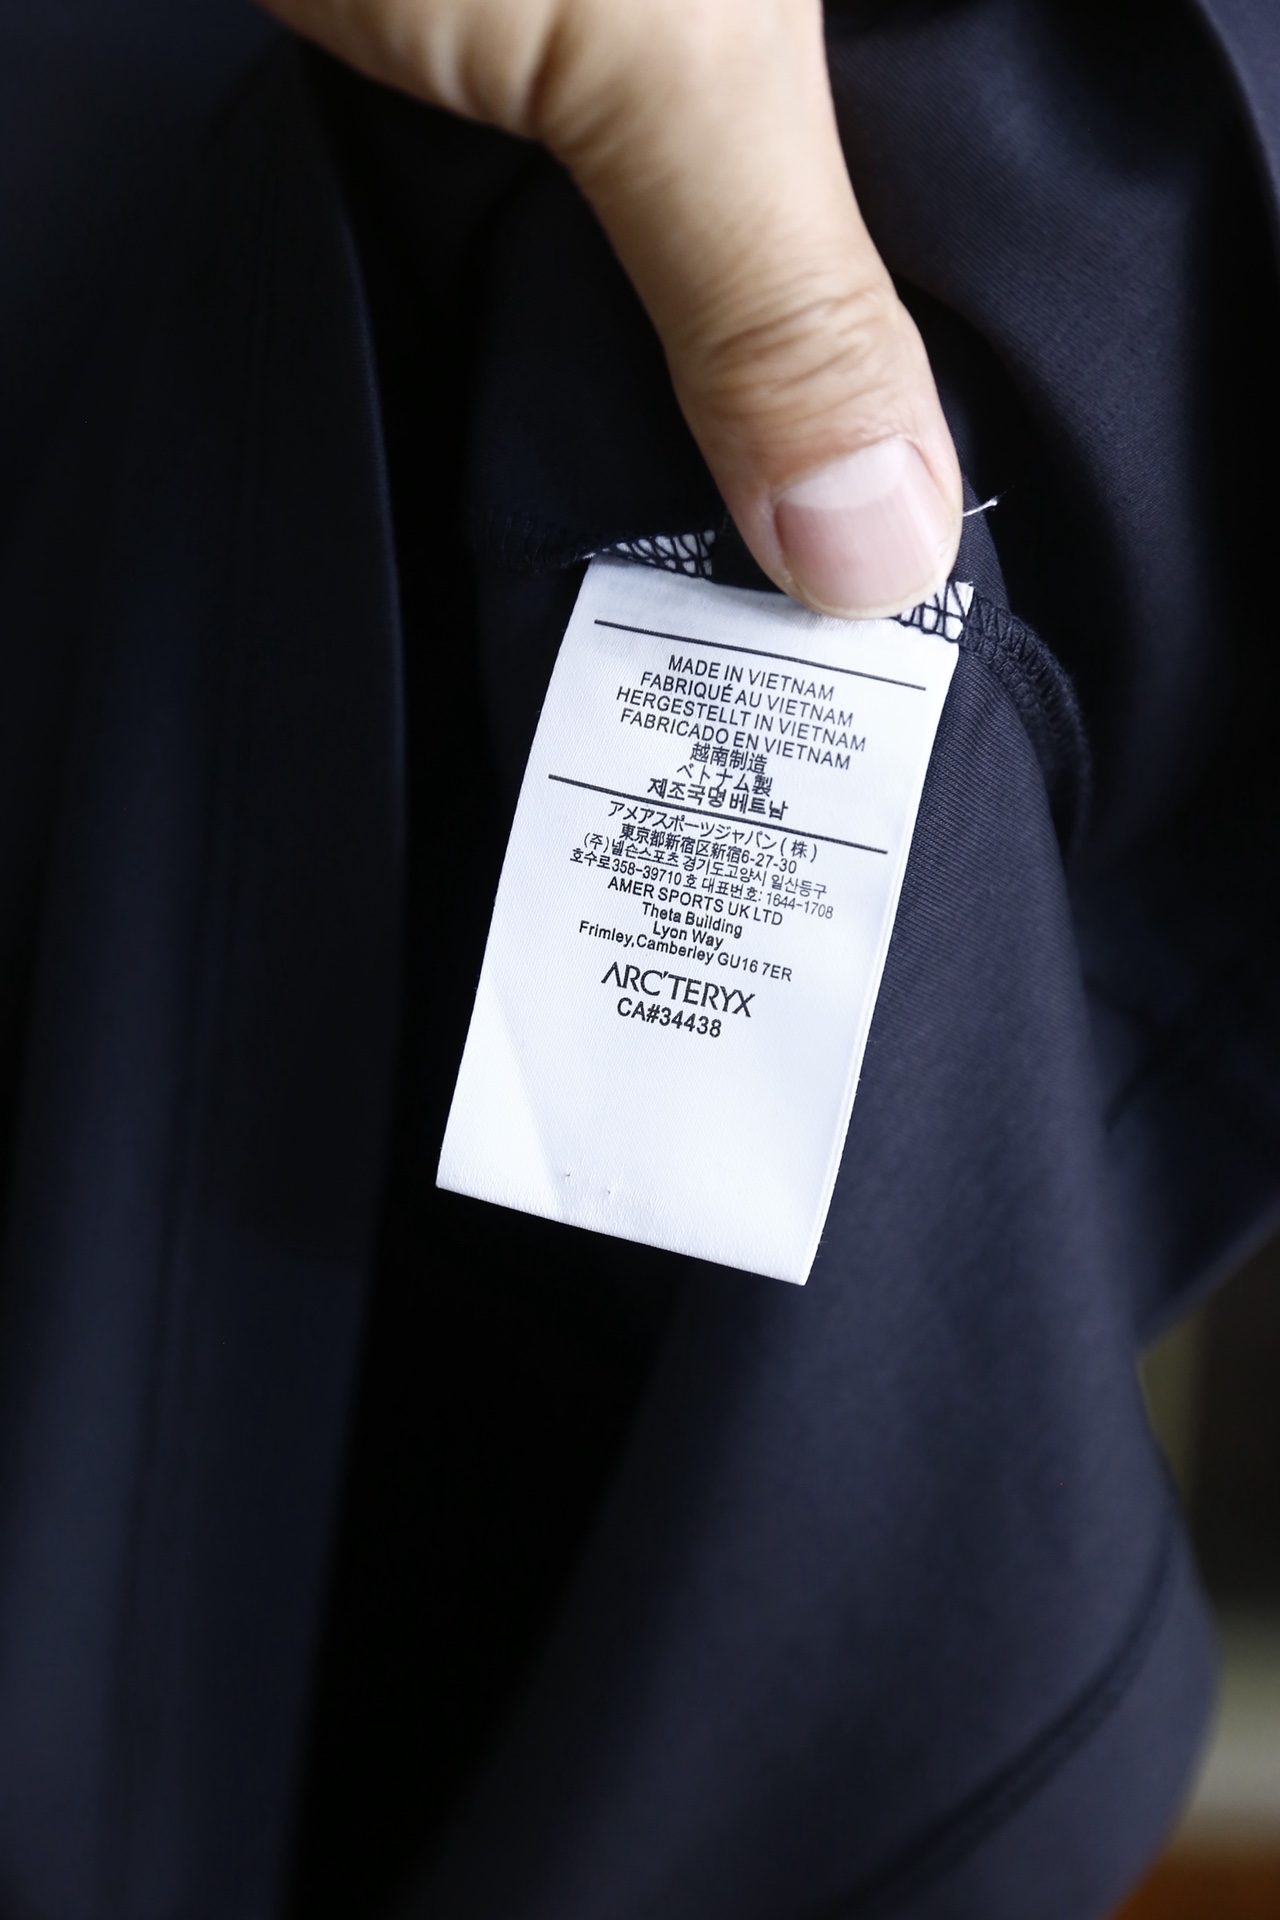 MADE IN VIETNAM
FABRIQUÉ AU VIETNAM
HERGESTELLT IN VIETNAM
FABRICADO EN VIETNAM
越南制造
ベトナム製
제조국명 베트남
アメアスポーツジャパン(株)
東京都新宿区新宿6-27-30
(주)넬슨스포츠 경기도고양시 일산동구
호수로358-39710호 대표번호: 1644-1708
AMER SPORTS UK LTD
Theta Building
Lyon Way
Frimley,Camberley GU16 7ER
ARC'TERYX
CA#34438